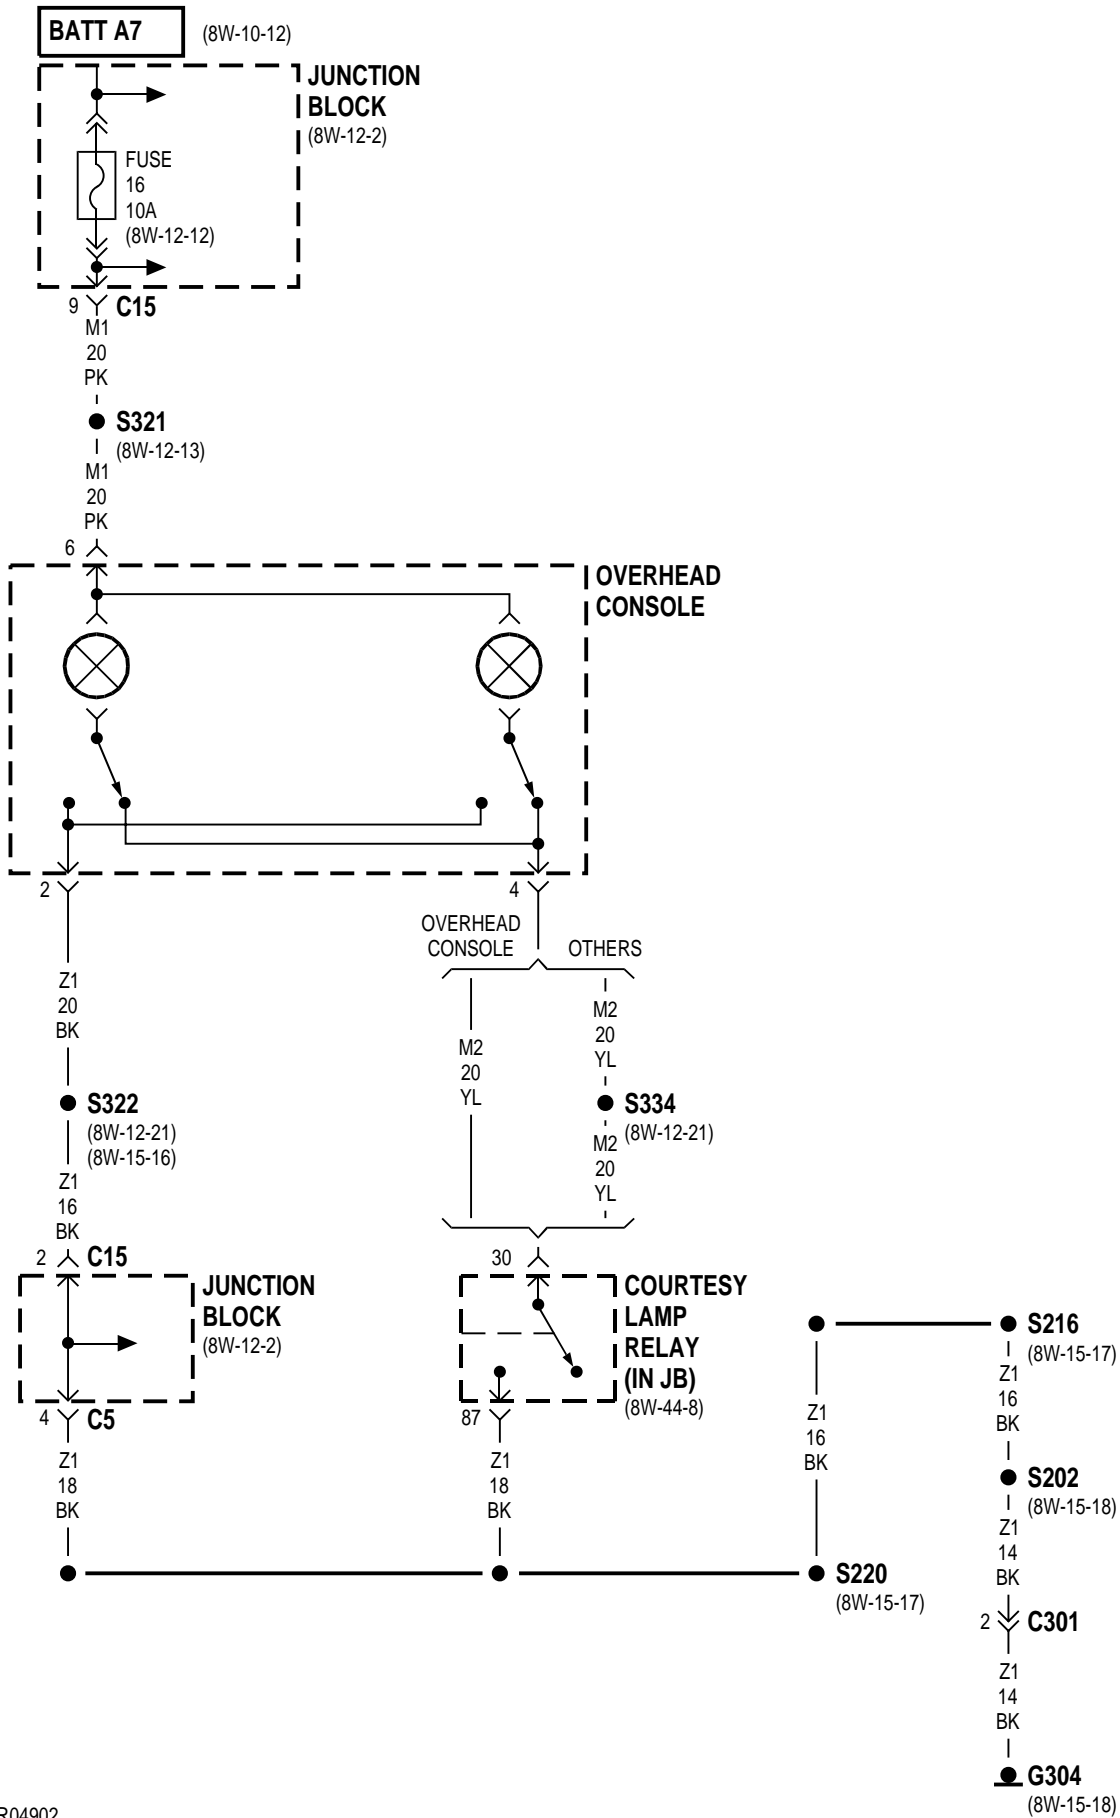 BATT A7
(8W-10-12)
JUNCTION
BLOCK
(8W-12-2)
FUSE
16
10A
(8W-12-12)
9
C15
M1
20
PK
S321
(8W-12-13)
M1
20
PK
6
OVERHEAD
CONSOLE
2
4
OVERHEAD
CONSOLE
OTHERS
Z1
20
BK
M2
20
YL
M2
20
YL
S322
(8W-12-21)
(8W-15-16)
S334
(8W-12-21)
M2
20
YL
Z1
16
BK
2
C15
30
JUNCTION
BLOCK
(8W-12-2)
COURTESY
LAMP
RELAY
(IN JB)
(8W-44-8)
S216
(8W-15-17)
Z1
16
BK
4
C5
87
Z1
16
BK
Z1
18
BK
Z1
18
BK
S202
(8W-15-18)
Z1
14
BK
S220
(8W-15-17)
2
C301
Z1
14
BK
G304
(8W-15-18)
R04902